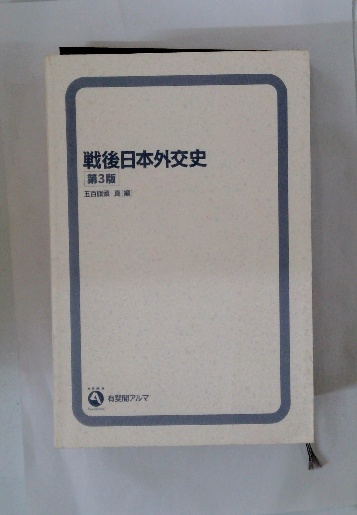 戦後日本外交史
[第3版]
五百旗頭 真[編]
有斐閣アルマ